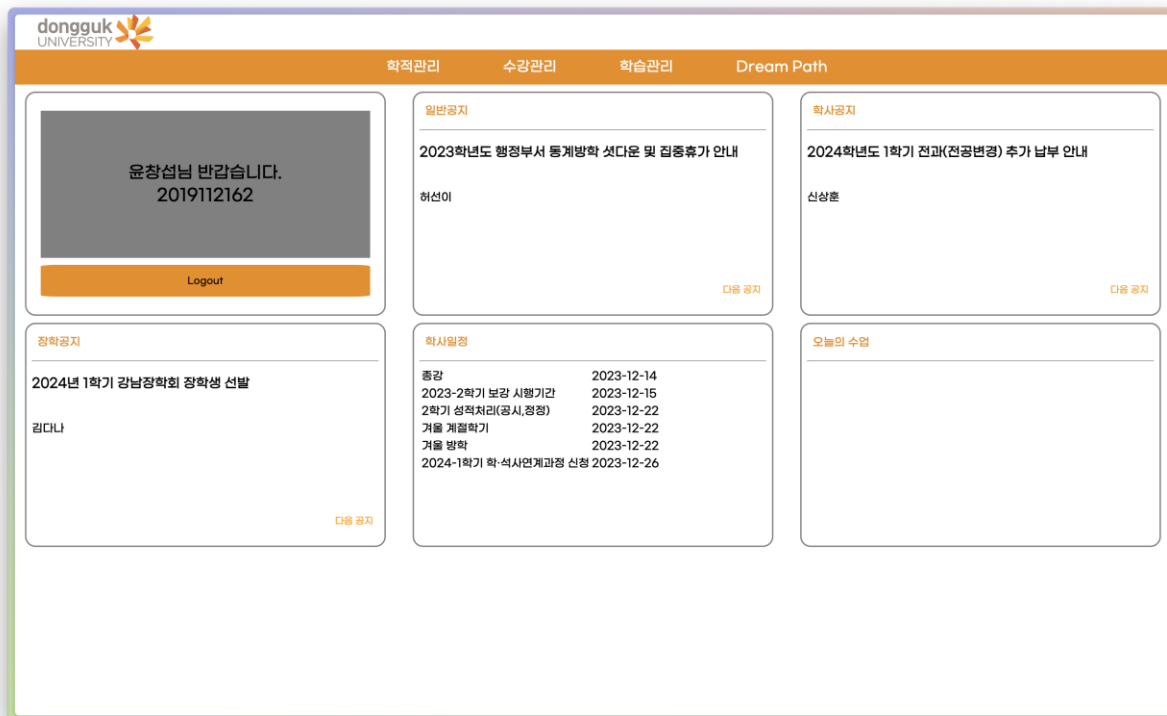 dongguk
UNIVERSITY
학적관리 수강관리 학습관리 Dream Path
윤창섭님 반갑습니다.
2019112162
Logout
일반공지
2023학년도 행정부서 동계방학 셧다운 및 집중휴가 안내
허선이
다음 공지
학사공지
2024학년도 1학기 전과(전공변경) 추가 납부 안내
신상훈
다음 공지
장학공지
2024년 1학기 강남장학회 장학생 선발
김다나
다음 공지
학사일정
종강 2023-12-14
2023-2학기 보강 시행기간 2023-12-15
2학기 성적처리(공시,정정) 2023-12-22
겨울 계절학기 2023-12-22
겨울 방학 2023-12-22
2024-1학기 학·석사연계과정 신청 2023-12-26
오늘의 수업